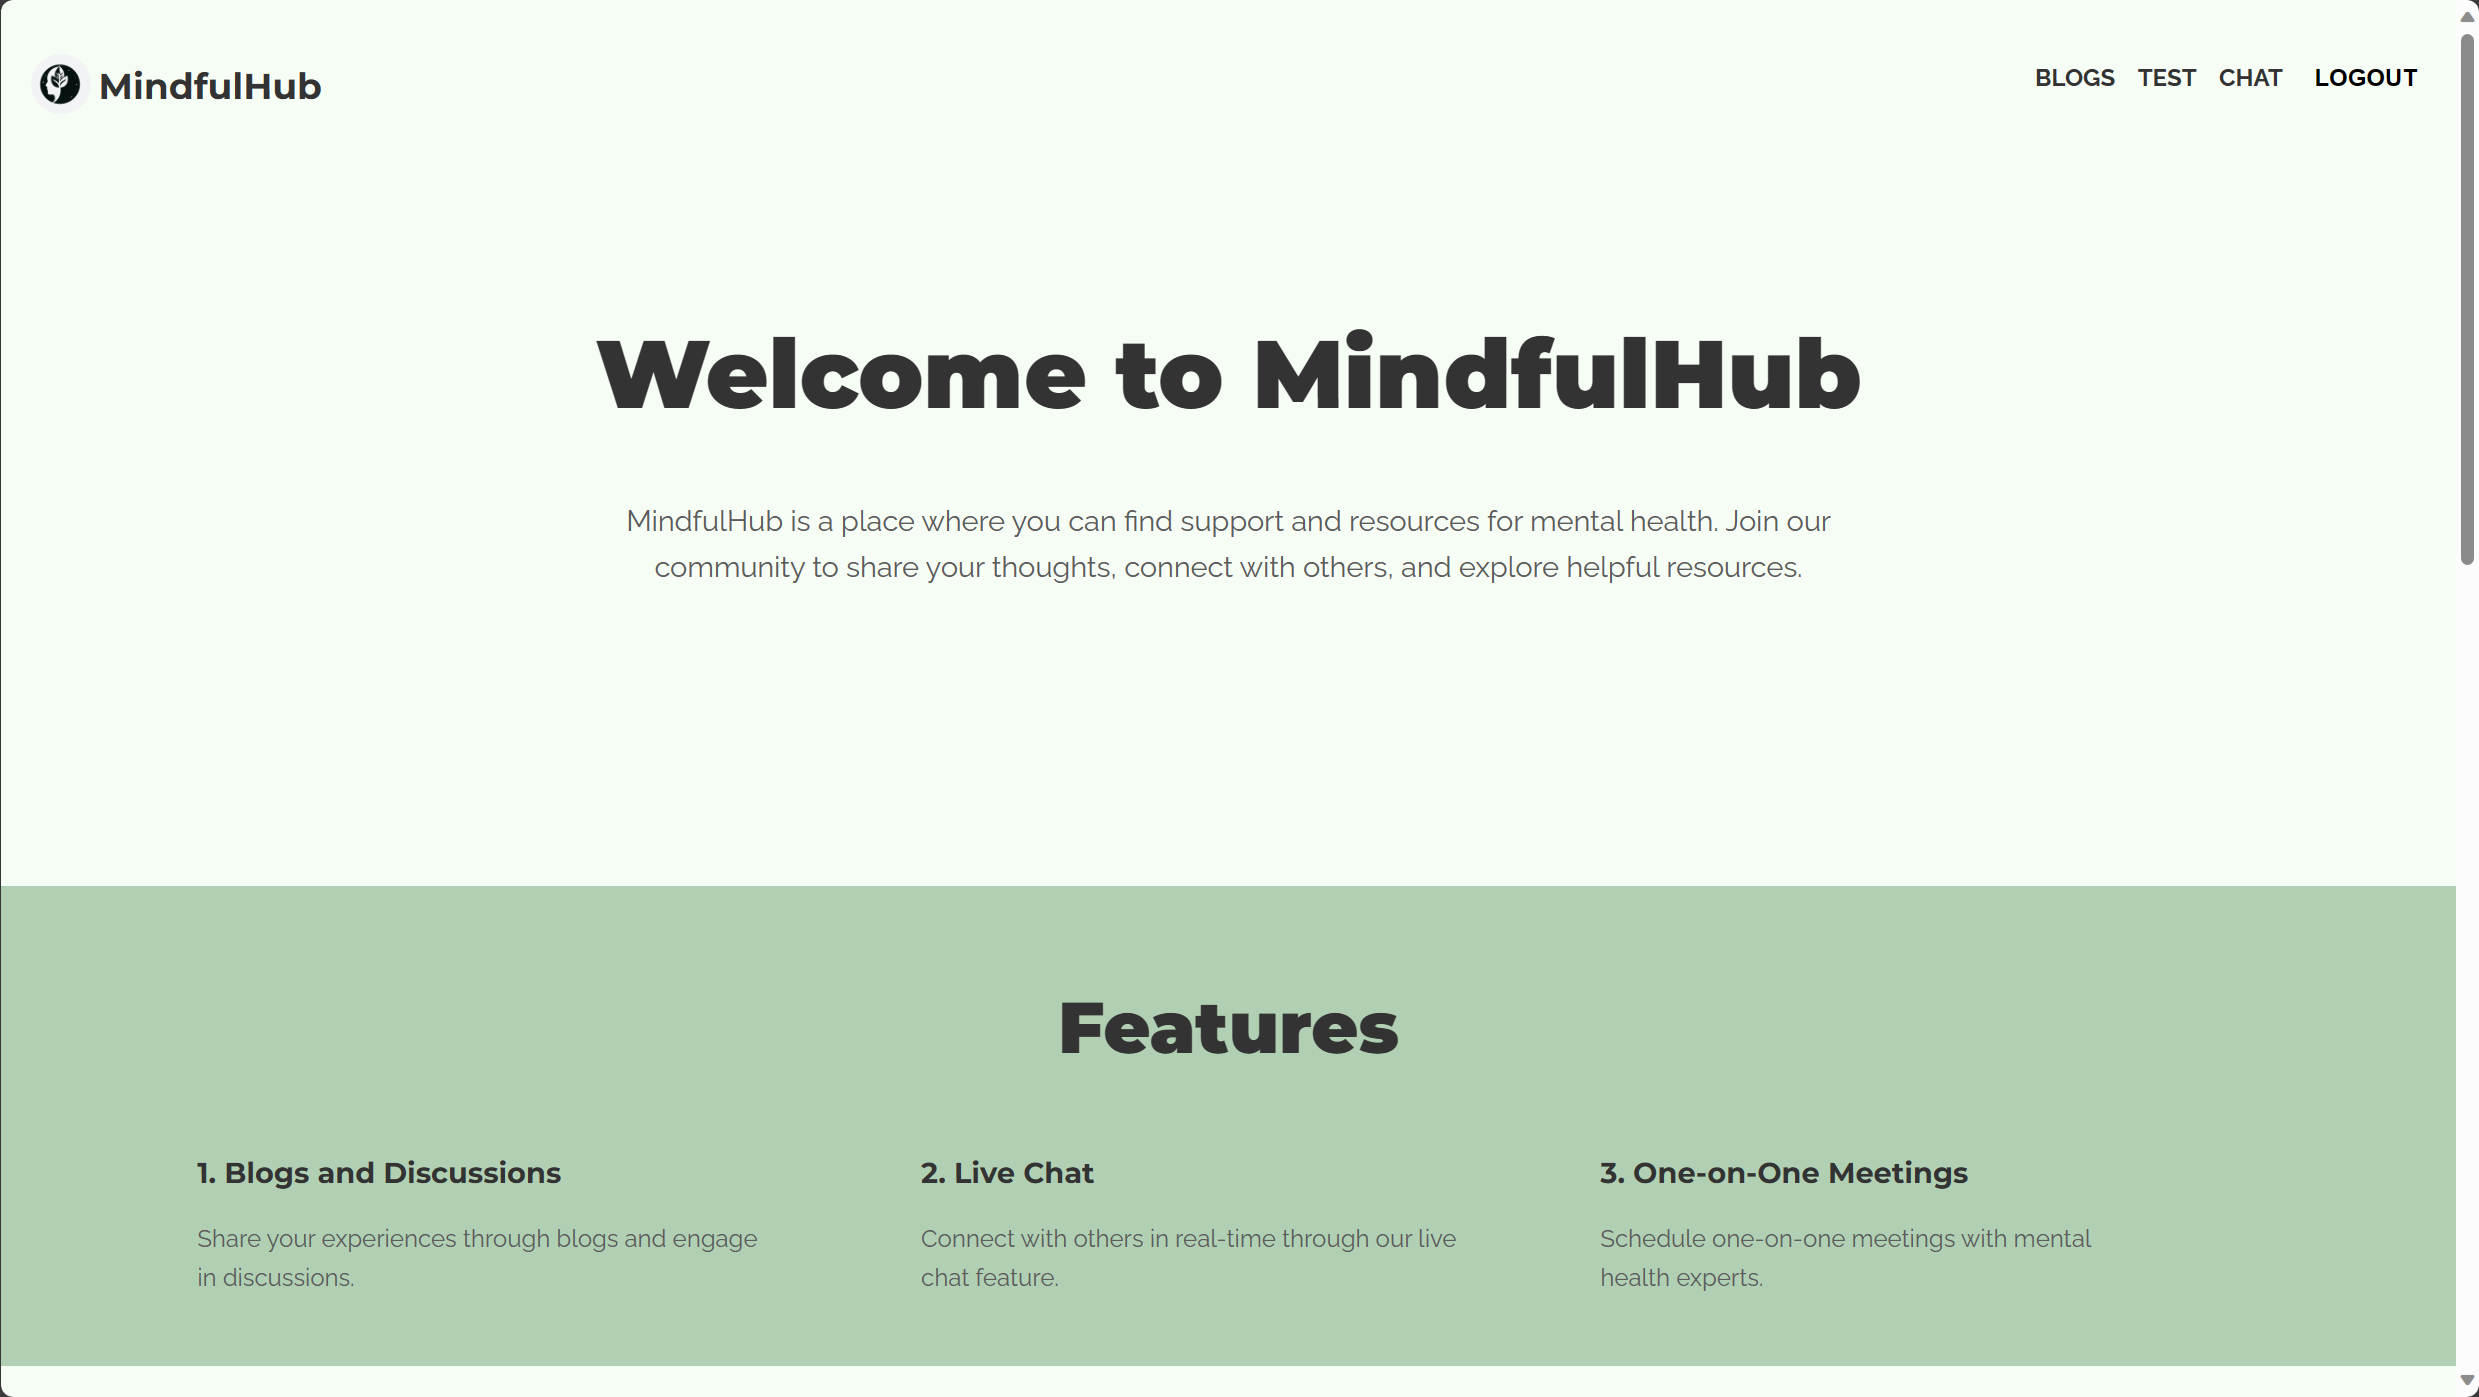 MindfulHub
BLOGS TEST CHAT LOGOUT
Welcome to MindfulHub
MindfulHub is a place where you can find support and resources for mental health. Join our
community to share your thoughts, connect with others, and explore helpful resources.
Features
1. Blogs and Discussions
Share your experiences through blogs and engage
in discussions.
2. Live Chat
Connect with others in real-time through our live
chat feature.
3. One-on-One Meetings
Schedule one-on-one meetings with mental
health experts.